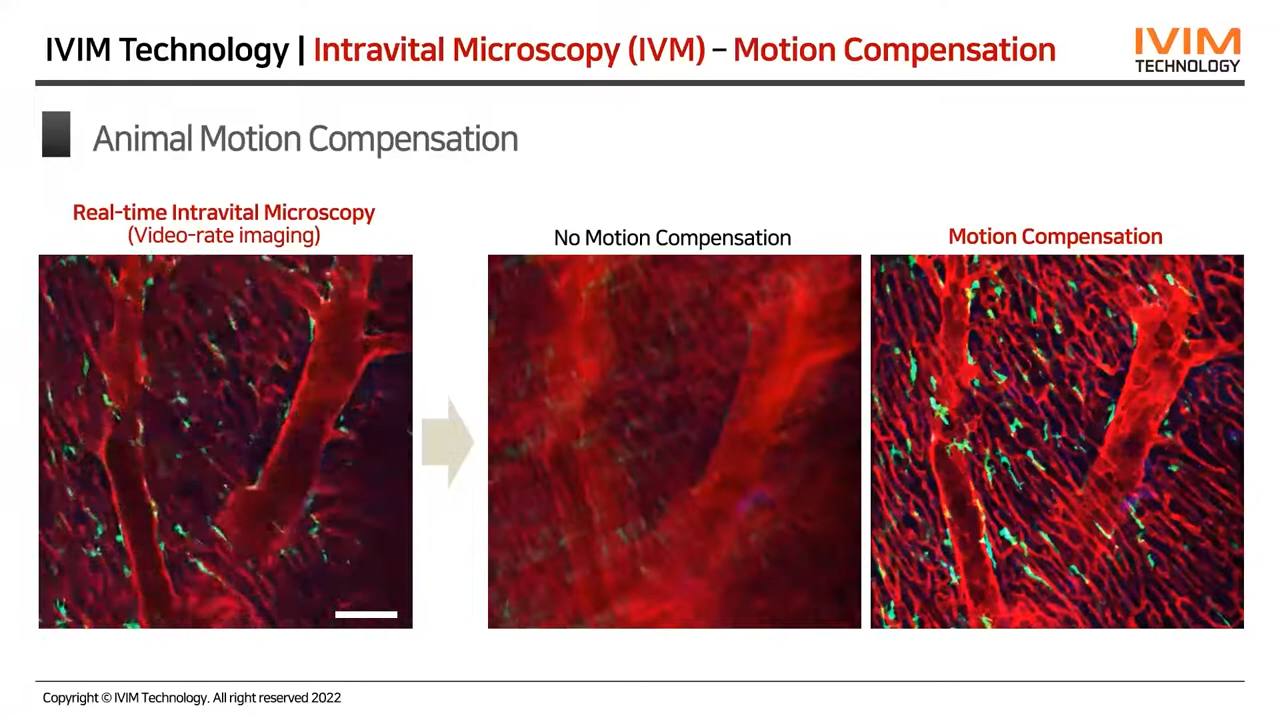 IVIM Technology | Intravital Microscopy (IVM) – Motion Compensation
IVIM
TECHNOLOGY
Animal Motion Compensation
Real-time Intravital Microscopy
(Video-rate imaging)
No Motion Compensation
Motion Compensation
Copyright © IVIM Technology. All right reserved 2022